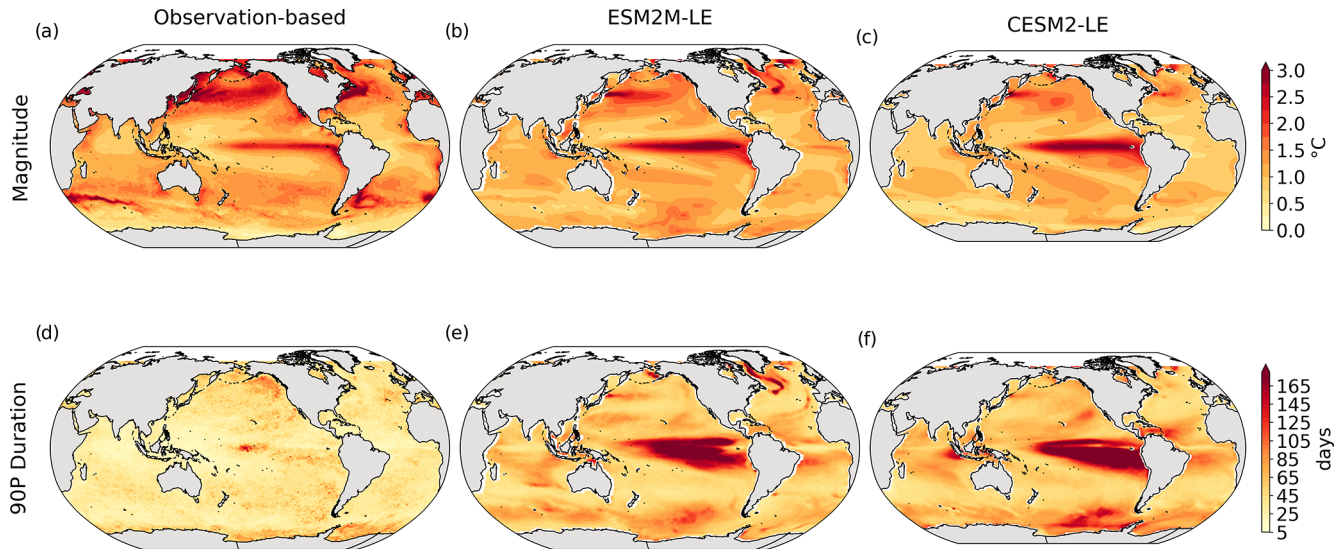 Observation-based
ESM2M-LE
CESM2-LE
(a)
(b)
(c)
Magnitude
3.0
2.5
2.0
1.5
1.0
0.5
0.0
°C
(d)
(e)
(f)
90P Duration
165
145
125
105
85
65
45
25
5
days